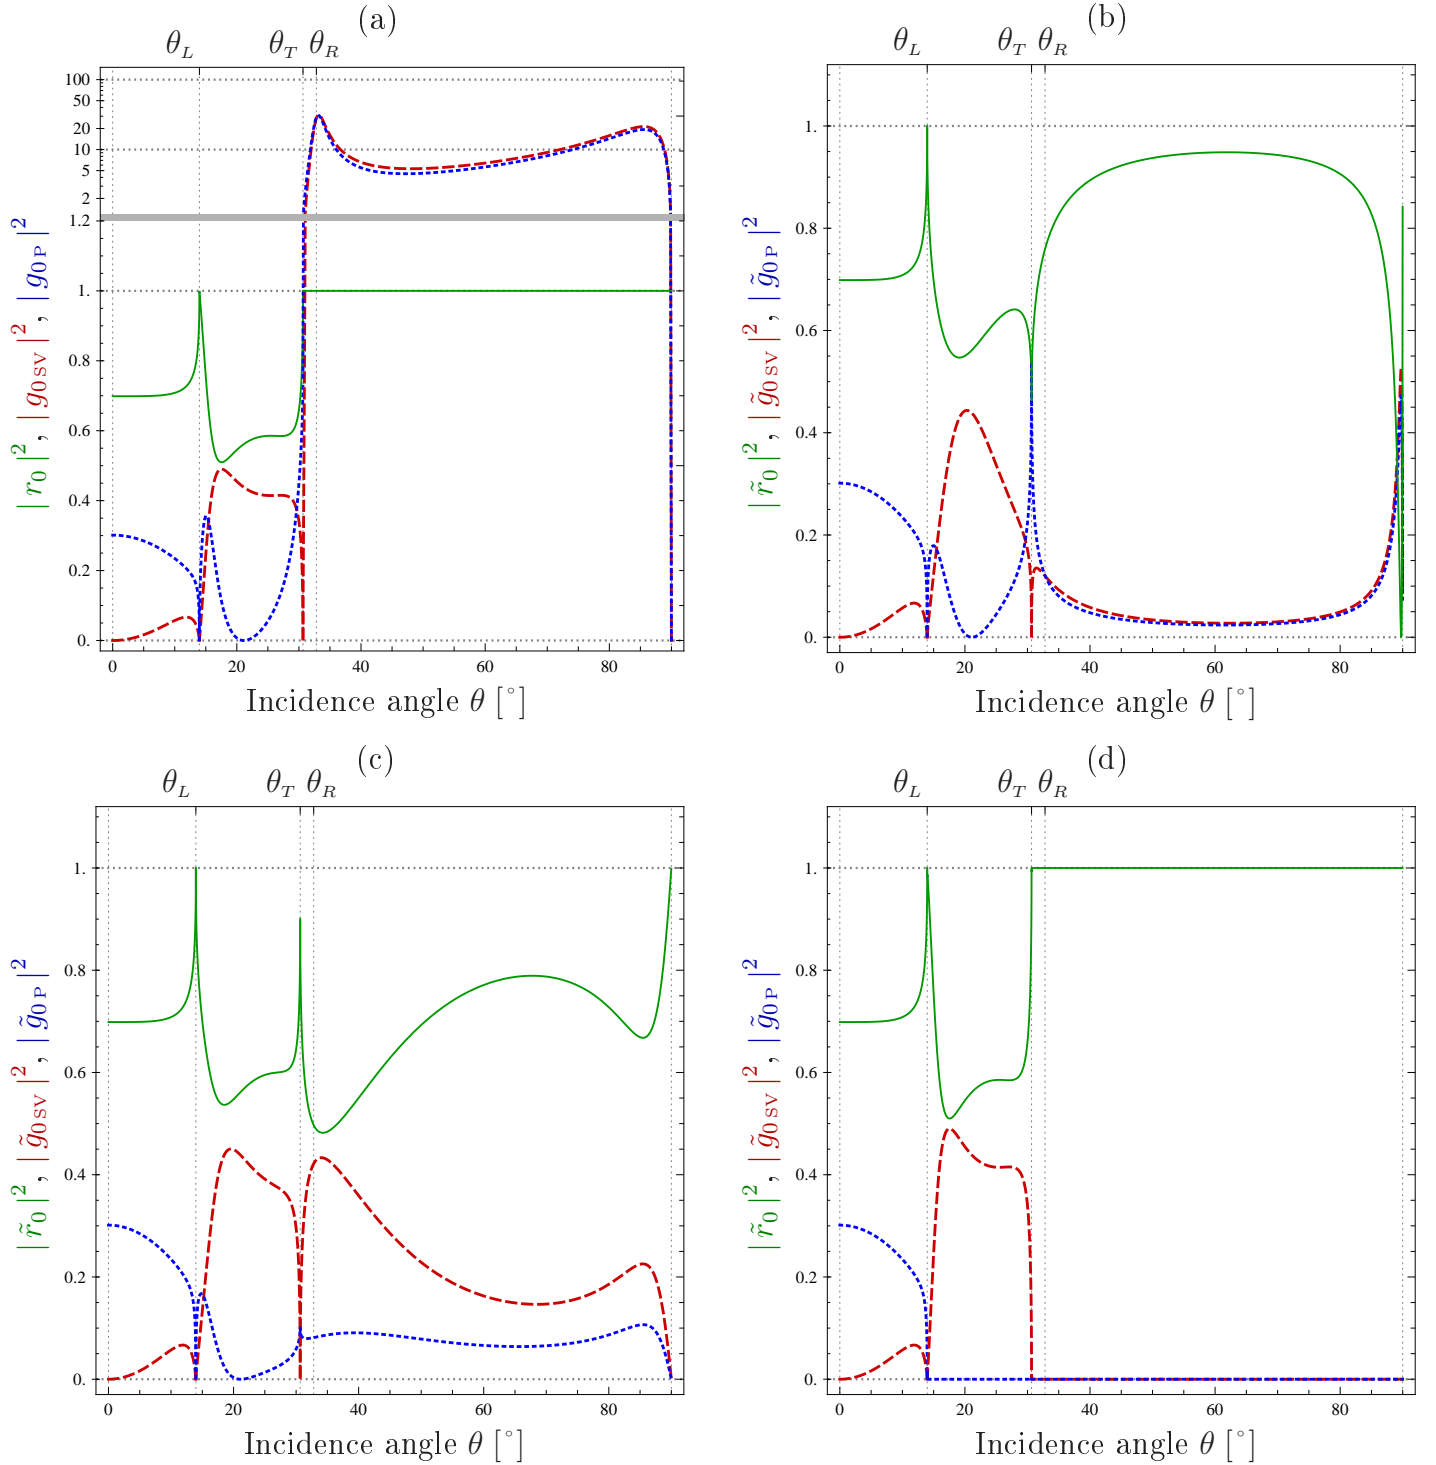 (a)
θ_L θ_T θ_R
100
50
20
10
5
2
1.2
1.
0.8
0.6
0.4
0.2
0.
0 20 40 60 80
|r_0|^2, |g_0SV|^2, |g_0P|^2
Incidence angle θ [°]
(b)
θ_L θ_T θ_R
1.
0.8
0.6
0.4
0.2
0.
0 20 40 60 80
|r̃_0|^2, |g̃_0SV|^2, |g̃_0P|^2
Incidence angle θ [°]
(c)
θ_L θ_T θ_R
1.
0.8
0.6
0.4
0.2
0.
0 20 40 60 80
|r̃_0|^2, |g̃_0SV|^2, |g̃_0P|^2
Incidence angle θ [°]
(d)
θ_L θ_T θ_R
1.
0.8
0.6
0.4
0.2
0.
0 20 40 60 80
|r̃_0|^2, |g̃_0SV|^2, |g̃_0P|^2
Incidence angle θ [°]